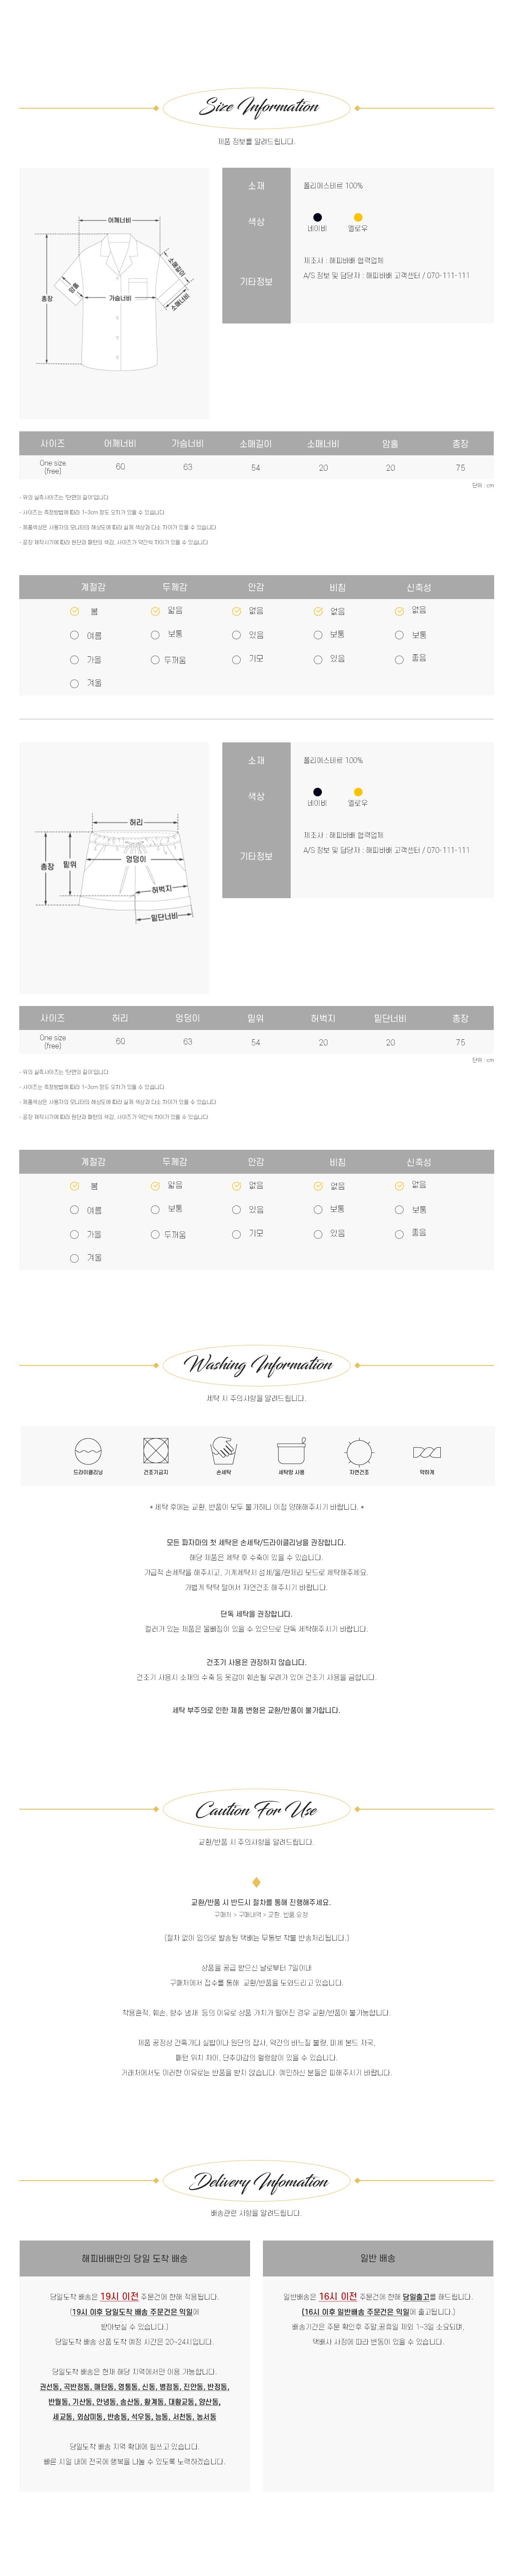 Size Information
제품 정보를 알려드립니다.
어깨너비
소매길이
암홀
총장
가슴너비
소매너비
소재
폴리에스테르 100%
색상
네이비
옐로우
기타정보
제조사 : 해피바배 협력업체
A/S 정보 및 담당자 : 해피바배 고객센터 / 070-111-111
사이즈 어깨너비 가슴너비 소매길이 소매너비 암홀 총장
One size (free) 60 63 54 20 20 75
단위 : cm
- 위의 실측사이즈는 '단면의 길이'입니다.
- 사이즈는 측정방법에 따라 1~3cm 정도 오차가 있을 수 있습니다.
- 제품색상은 사용자의 모니터의 해상도에 따라 실제 색상과 다소 차이가 있을 수 있습니다.
- 공장 제작시기에 따라 원단과 패턴의 색감, 사이즈가 약간씩 차이가 있을 수 있습니다.
계절감 두께감 안감 비침 신축성
봄 얇음 없음 없음 없음
여름 보통 있음 보통 보통
가을 두꺼움 기모 있음 좋음
겨울
소재
폴리에스테르 100%
색상
네이비
옐로우
기타정보
제조사 : 해피바배 협력업체
A/S 정보 및 담당자 : 해피바배 고객센터 / 070-111-111
허리
총장
밑위
엉덩이
허벅지
밑단너비
사이즈 허리 엉덩이 밑위 허벅지 밑단너비 총장
One size (free) 60 63 54 20 20 75
단위 : cm
- 위의 실측사이즈는 '단면의 길이'입니다.
- 사이즈는 측정방법에 따라 1~3cm 정도 오차가 있을 수 있습니다.
- 제품색상은 사용자의 모니터의 해상도에 따라 실제 색상과 다소 차이가 있을 수 있습니다.
- 공장 제작시기에 따라 원단과 패턴의 색감, 사이즈가 약간씩 차이가 있을 수 있습니다.
계절감 두께감 안감 비침 신축성
봄 얇음 없음 없음 없음
여름 보통 있음 보통 보통
가을 두꺼움 기모 있음 좋음
겨울
Washing Information
세탁 시 주의사항을 알려드립니다.
드라이클리닝 건조기금지 손세탁 세탁망 사용 자연건조 약하게
* 세탁 후에는 교환, 반품이 모두 불가하니 이점 양해해주시기 바랍니다. *
모든 파자마의 첫 세탁은 손세탁/드라이클리닝을 권장합니다.
해당 제품은 세탁 후 수축이 있을 수 있습니다.
가급적 손세탁을 해주시고, 기계세탁시 섬세/울/란제리 모드로 세탁해주세요.
가볍게 탁탁 털어서 자연건조 해주시기 바랍니다.
단독 세탁을 권장합니다.
컬러가 있는 제품은 물빠짐이 있을 수 있으므로 단독 세탁해주시기 바랍니다.
건조기 사용은 권장하지 않습니다.
건조기 사용시 소재의 수축 등 옷감이 훼손될 우려가 있어 건조기 사용을 금합니다.
세탁 부주의로 인한 제품 변형은 교환/반품이 불가합니다.
Caution For Use
교환/반품 시 주의사항을 알려드립니다.
교환/반품 시 반드시 절차를 통해 진행해주세요.
구매처 > 구매내역 > 교환, 반품 요청
(절차 없이 임의로 발송된 택배는 무통보 착불 반송처리됩니다.)
상품을 공급 받으신 날로부터 7일이내
구매처에서 접수를 통해 교환/반품을 도와드리고 있습니다.
착용흔적, 훼손, 향수 냄새 등의 이유로 상품 가치가 떨어진 경우 교환/반품이 불가능합니다.
제품 공정상 간혹가다 실밥이나 원단의 잡사, 약간의 바느질 불량, 미세 본드 자국,
패턴 위치 차이, 단추마감의 헐렁함이 있을 수 있습니다.
거래처에서도 이러한 이유로는 반품을 받지 않습니다. 예민하신 분들은 피해주시기 바랍니다.
Delivery Infomation
배송관련 사항을 알려드립니다.
해피바배만의 당일 도착 배송
당일도착 배송은 19시 이전 주문건에 한해 적용됩니다.
(19시 이후 당일도착 배송 주문건은 익일에
받아보실 수 있습니다.)
당일도착 배송 상품 도착 예정 시간은 20~24시입니다.
당일도착 배송은 현재 해당 지역에서만 이용 가능합니다.
권선동, 곡반정동, 매탄동, 영통동, 신동, 병점동, 진안동, 반정동,
반월동, 기산동, 안녕동, 송산동, 황계동, 대황교동, 양산동,
세교동, 외삼미동, 반송동, 석우동, 능동, 서천동, 농서동
당일도착 배송 지역 확대에 힘쓰고 있습니다.
빠른 시일 내에 전국에 행복을 나눌 수 있도록 노력하겠습니다.
일반 배송
일반배송은 16시 이전 주문건에 한해 당일출고를 해드립니다.
(16시 이후 일반배송 주문건은 익일에 출고됩니다.)
배송기간은 주문 확인후 주말,공휴일 제외 1~3일 소요되며,
택배사 사정에 따라 변동이 있을 수 있습니다.